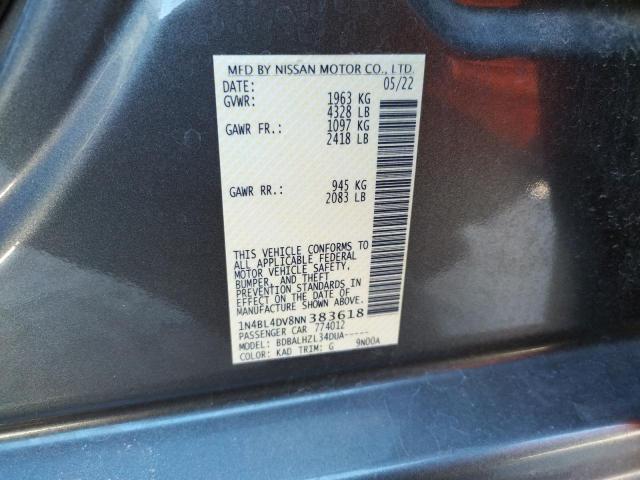 MFD BY NISSAN MOTOR CO., LTD.
DATE: 05/22
GVWR: 1963 KG
4328 LB
GAWR FR.: 1097 KG
2418 LB
GAWR RR.: 945 KG
2083 LB
THIS VEHICLE CONFORMS TO
ALL APPLICABLE FEDERAL
MOTOR VEHICLE SAFETY,
BUMPER, AND THEFT
PREVENTION STANDARDS IN
EFFECT ON THE DATE OF
MANUFACTURE SHOWN ABOVE.
1N4BL4DV8NN383618
PASSENGER CAR 774012
MODEL: BDBALHZL34DUA-----
COLOR: KAD TRIM: G 9N00A